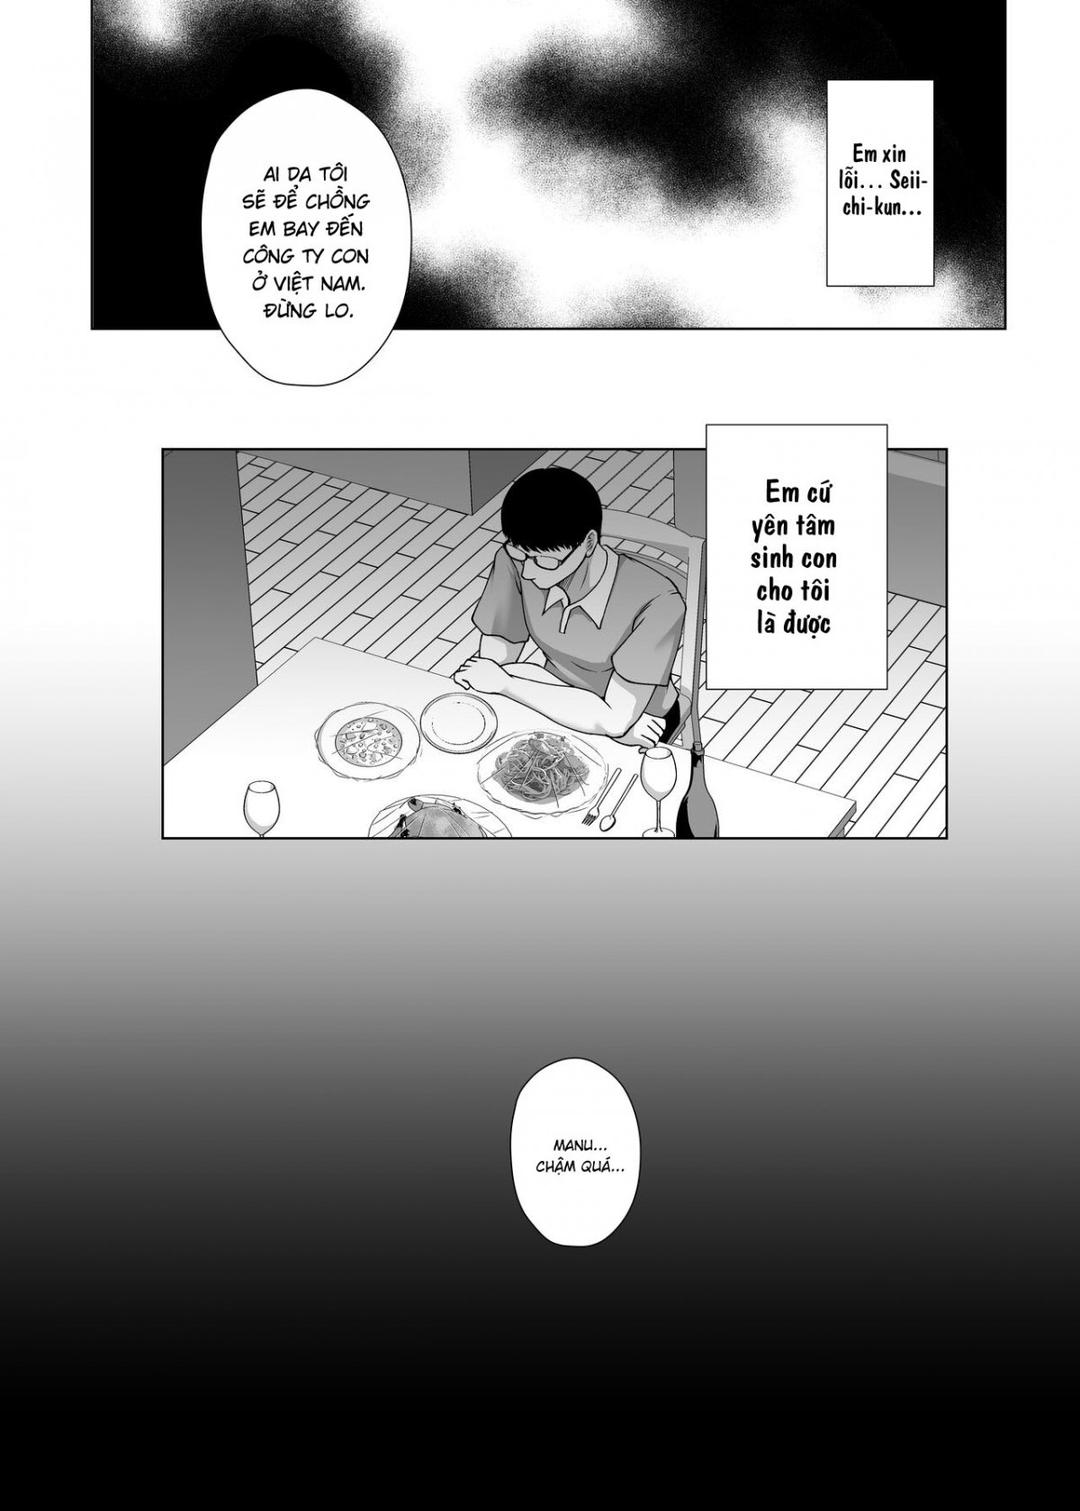 Em xin
lỗi... Seii-
chi-kun...
AI DA TÔI
SẼ ĐỂ CHỒNG
EM BAY ĐẾN
CÔNG TY CON
Ở VIỆT NAM.
ĐỪNG LO.
Em cứ
yên tâm
sinh con
cho tôi
là được
MANU...
CHẬM QUÁ...